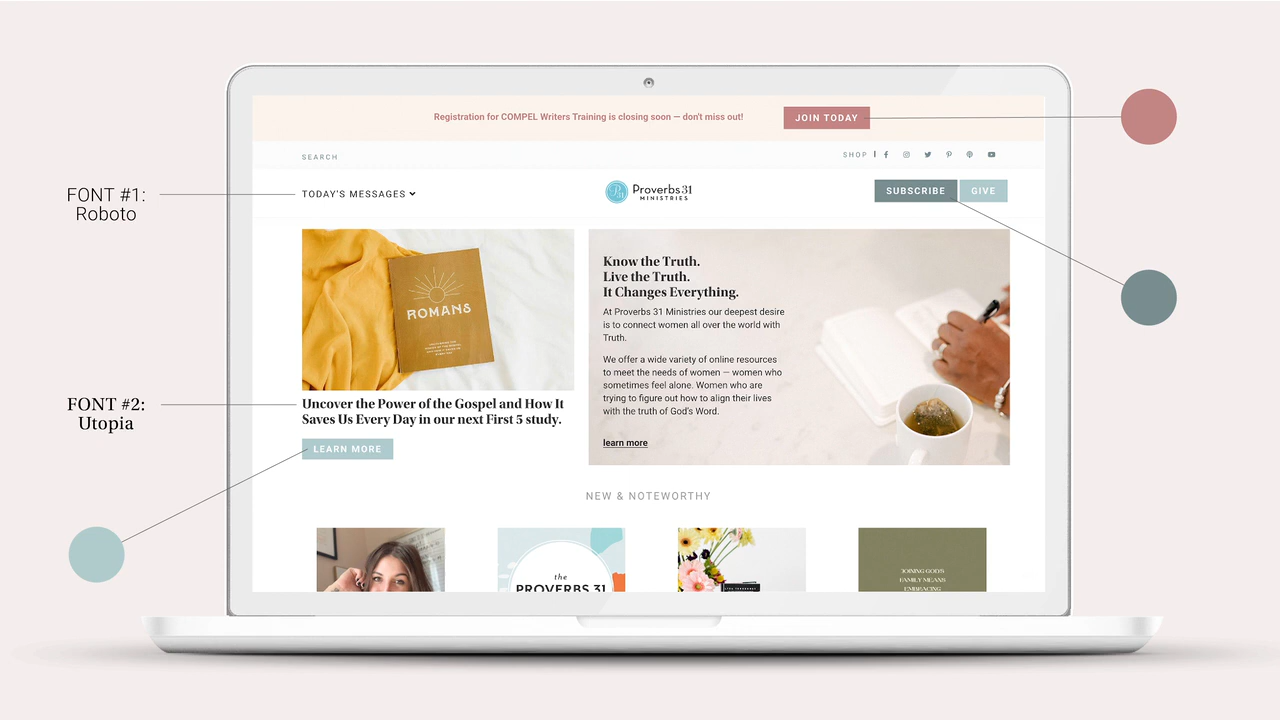 Registration for COMPEL Writers Training is closing soon — don't miss out!
JOIN TODAY
SEARCH
SHOP
FONT #1:
Roboto
TODAY'S MESSAGES
Proverbs 31
MINISTRIES
SUBSCRIBE
GIVE
ROMANS
Know the Truth.
Live the Truth.
It Changes Everything.
At Proverbs 31 Ministries our deepest desire
is to connect women all over the world with
Truth.
We offer a wide variety of online resources
to meet the needs of women — women who
sometimes feel alone. Women who are
trying to figure out how to align their lives
with the truth of God's Word.
learn more
FONT #2:
Utopia
Uncover the Power of the Gospel and How It
Saves Us Every Day in our next First 5 study.
LEARN MORE
NEW & NOTEWORTHY
the
PROVERBS 31
JOINING GOD'S
FAMILY MEANS
EMBRACING